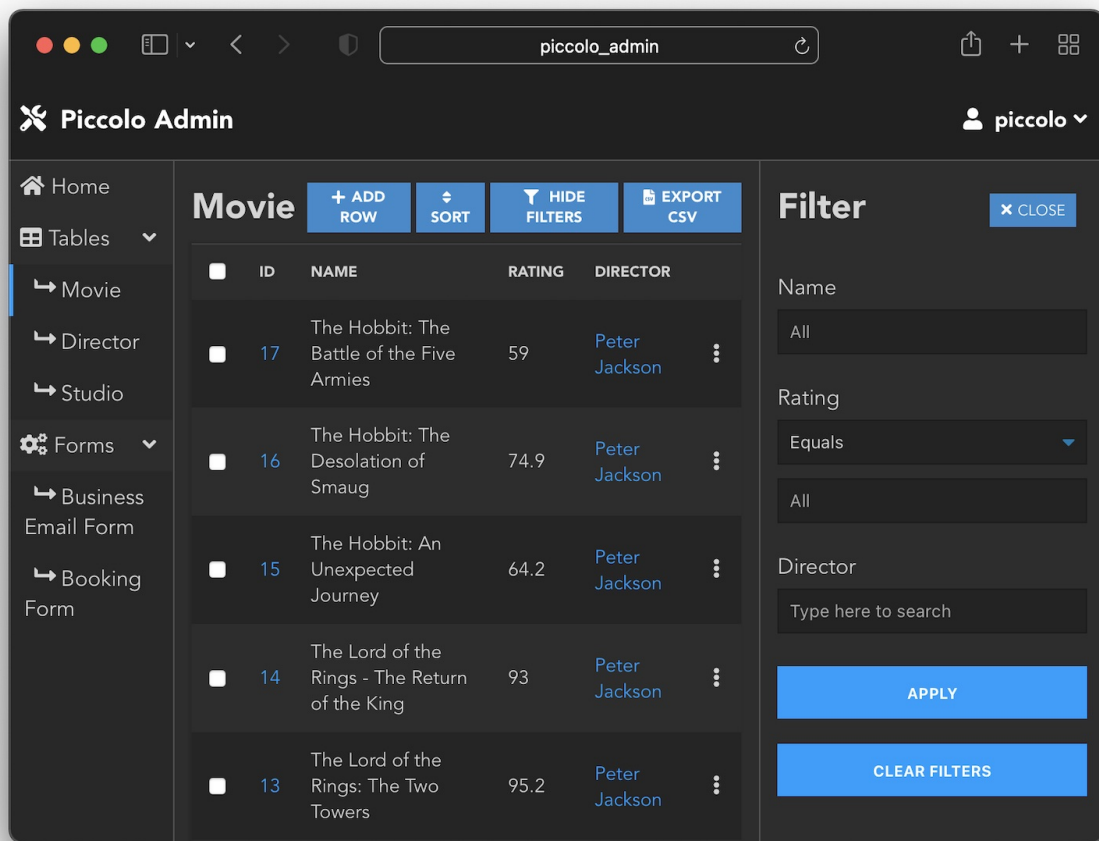 piccolo_admin
Piccolo Admin
piccolo
Home
Tables
Movie
Director
Studio
Forms
Business
Email Form
Booking
Form
Movie
ADD
ROW
SORT
HIDE
FILTERS
EXPORT
CSV
ID NAME RATING DIRECTOR
17
The Hobbit: The
Battle of the Five
Armies
59
Peter
Jackson
16
The Hobbit: The
Desolation of
Smaug
74.9
Peter
Jackson
15
The Hobbit: An
Unexpected
Journey
64.2
Peter
Jackson
14
The Lord of the
Rings - The Return
of the King
93
Peter
Jackson
13
The Lord of the
Rings: The Two
Towers
95.2
Peter
Jackson
Filter
CLOSE
Name
All
Rating
Equals
All
Director
Type here to search
APPLY
CLEAR FILTERS